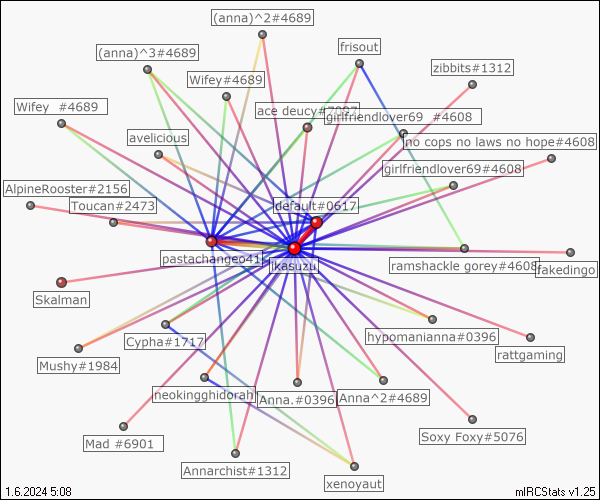 (anna)^2#4689
(anna)^3#4689
frisout
zibbits#1312
Wifey#4689
Wifey #4689
girlfriendlover69 #4608
avelicious
no cops no laws no hope#4608
girlfriendlover69#4608
AlpineRooster#2156
Toucan#2473
default#0617
pastachangeo41
ikasuzu
ramshackle gorey#4608
fakedingo
Skalman
Cypha#1717
hypomanianna#0396
rattgaming
Mushy#1984
neokingghidorah
Anna.#0396
Anna^2#4689
Mad #6901
Soxy Foxy#5076
Annarchist#1312
xenoyaut
1.6.2024 5:08
mIRCStats v1.25